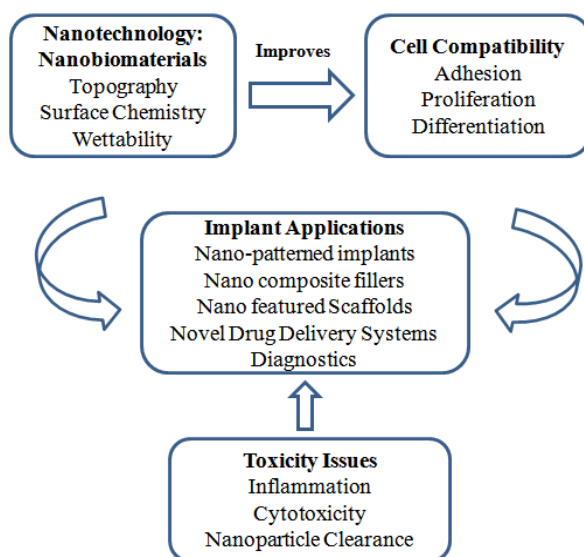 Nanotechnology:
Nanobiomaterials
Topography
Surface Chemistry
Wettability
Improves
Cell Compatibility
Adhesion
Proliferation
Differentiation
Implant Applications
Nano-patterned implants
Nano composite fillers
Nano featured Scaffolds
Novel Drug Delivery Systems
Diagnostics
Toxicity Issues
Inflammation
Cytotoxicity
Nanoparticle Clearance